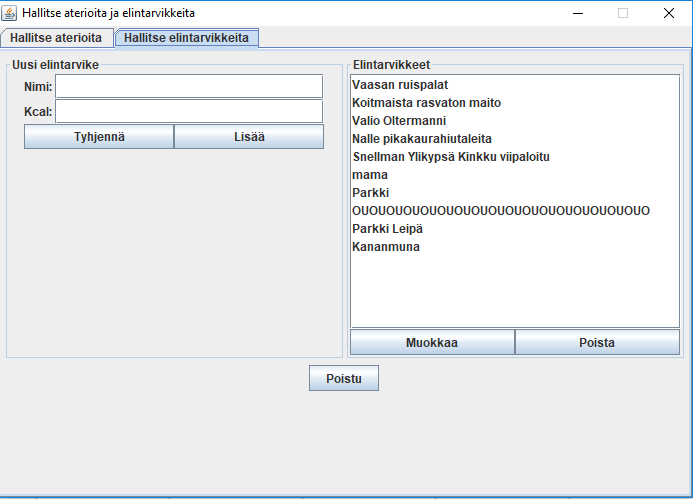 Hallitse aterioita ja elintarvikkeita
Hallitse aterioita
Hallitse elintarvikkeita
Uusi elintarvike
Nimi:
Kcal:
Tyhjennä
Lisää
Elintarvikkeet
Vaasan ruispalat
Koitmaista rasvaton maito
Valio Oltermanni
Nalle pikakaurahiutaleita
Snellman Ylikypsä Kinkku viipaloitu
mama
Parkki
OUOUOUOUOUOUOUOUOUOUOUOUOUOUOUOUOUO
Parkki Leipä
Kananmuna
Muokkaa
Poista
Poistu